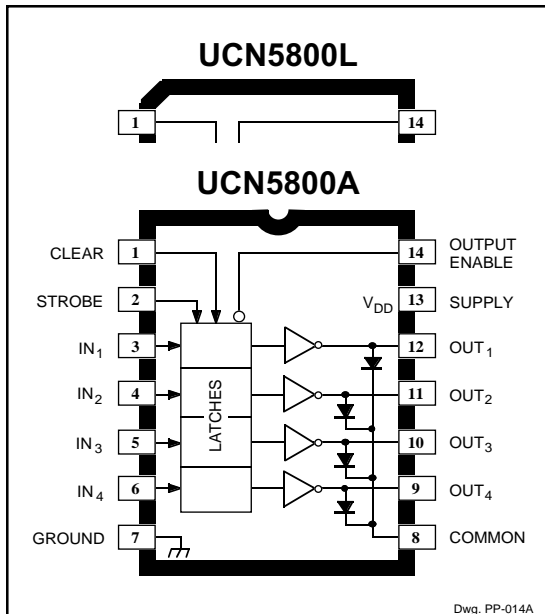 UCN5800L
1 14
UCN5800A
CLEAR 1 14 OUTPUT ENABLE
STROBE 2 V_DD 13 SUPPLY
IN₁ 3 12 OUT₁
IN₂ 4 11 OUT₂
LATCHES
IN₃ 5 10 OUT₃
IN₄ 6 9 OUT₄
GROUND 7 8 COMMON
Dwg. PP-014A